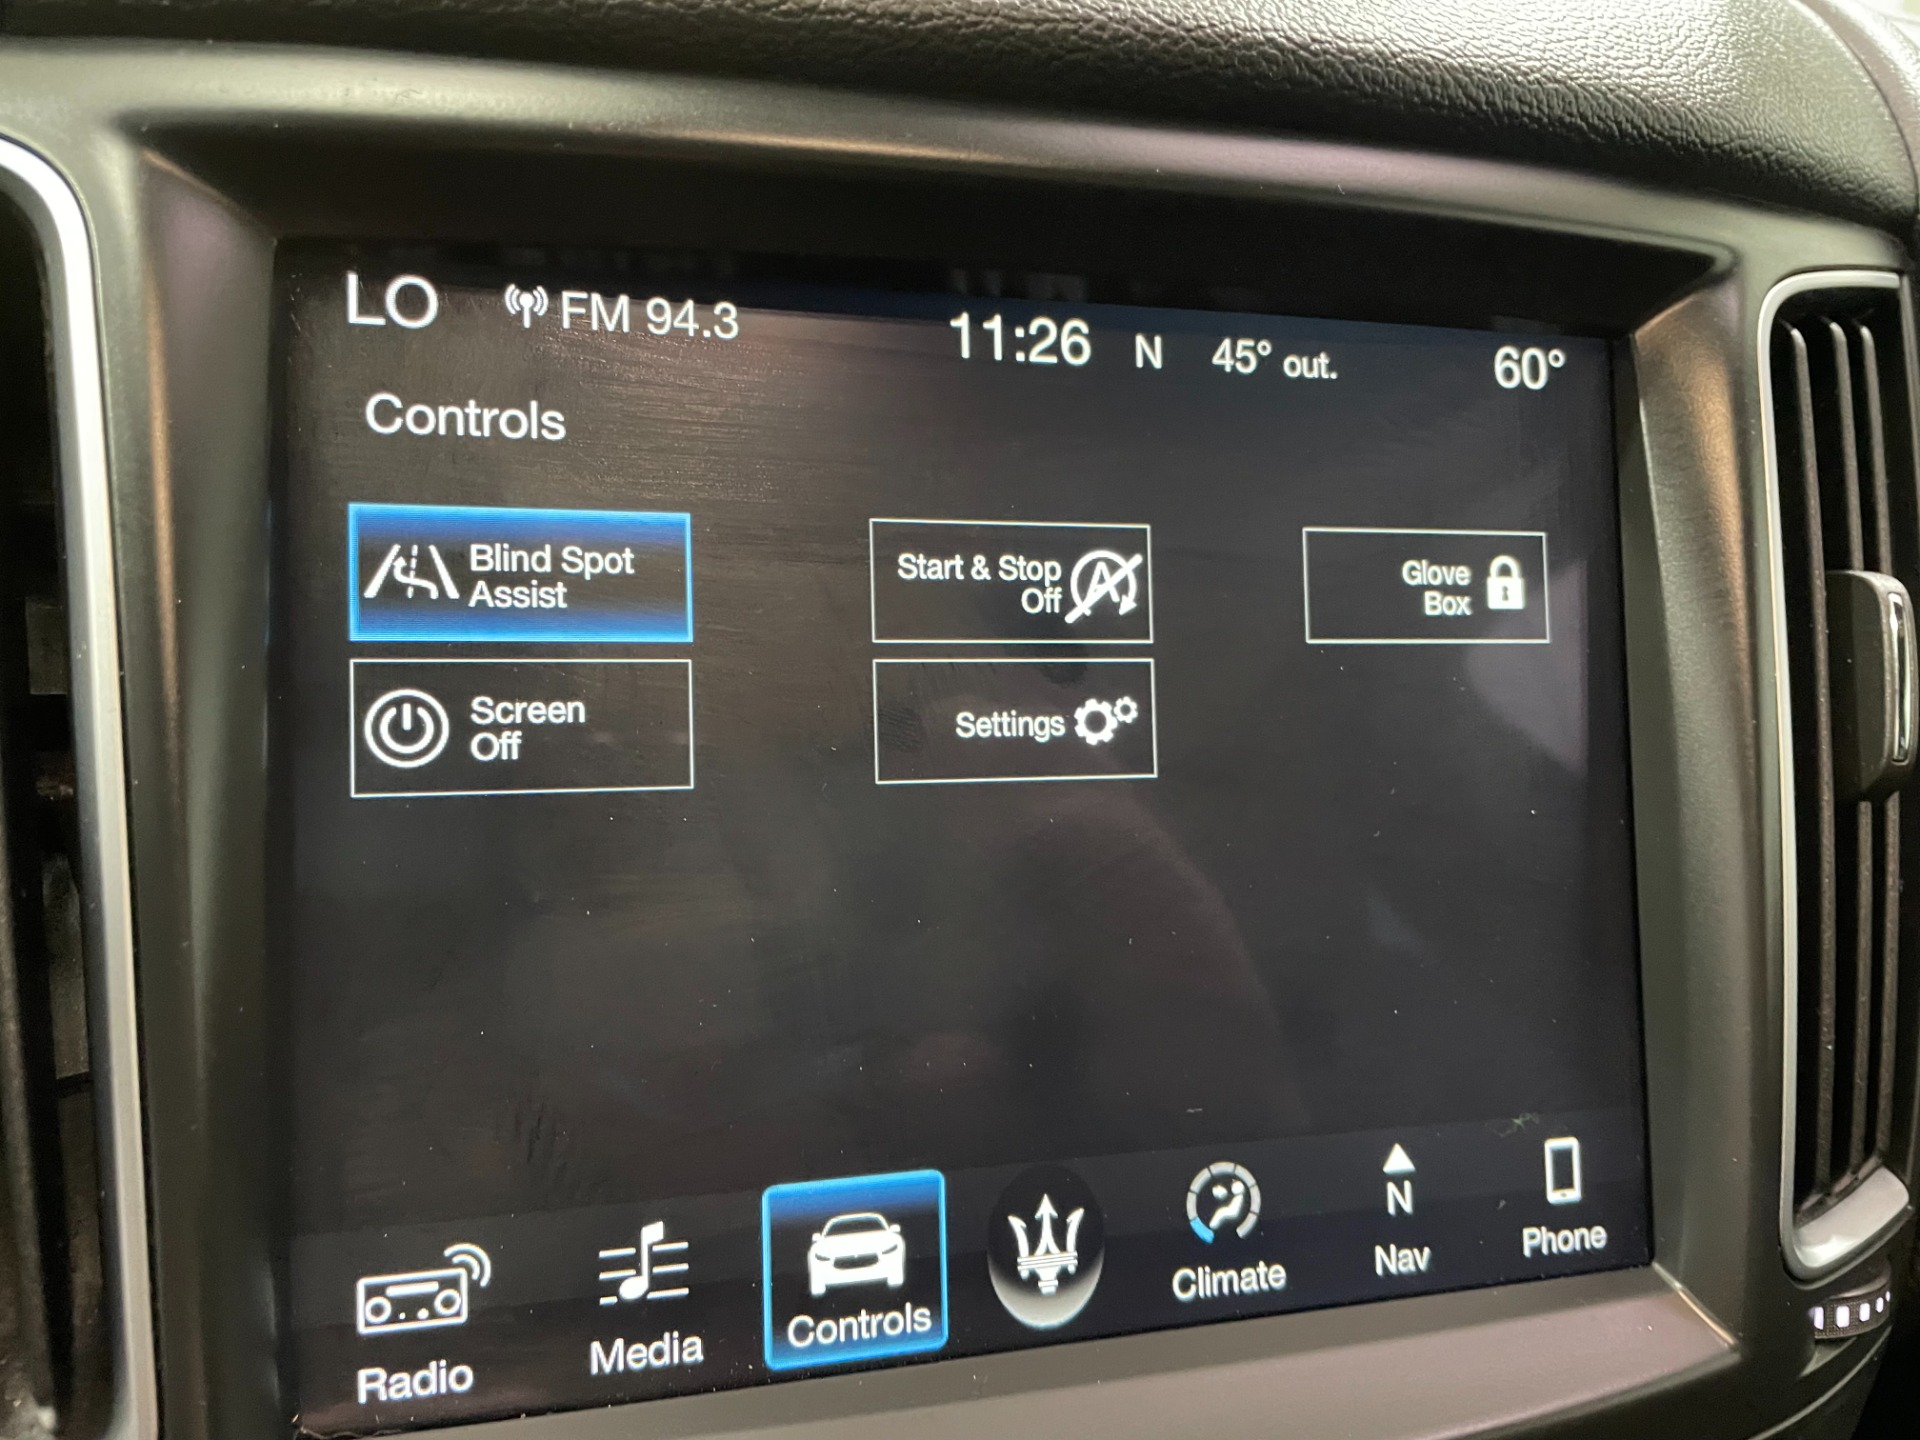 LO FM 94.3 11:26 N 45° out. 60°
Controls
Blind Spot
Assist
Start & Stop
Off
Glove
Box
Screen
Off
Settings
Radio
Media
Controls
Climate
N
Nav
Phone